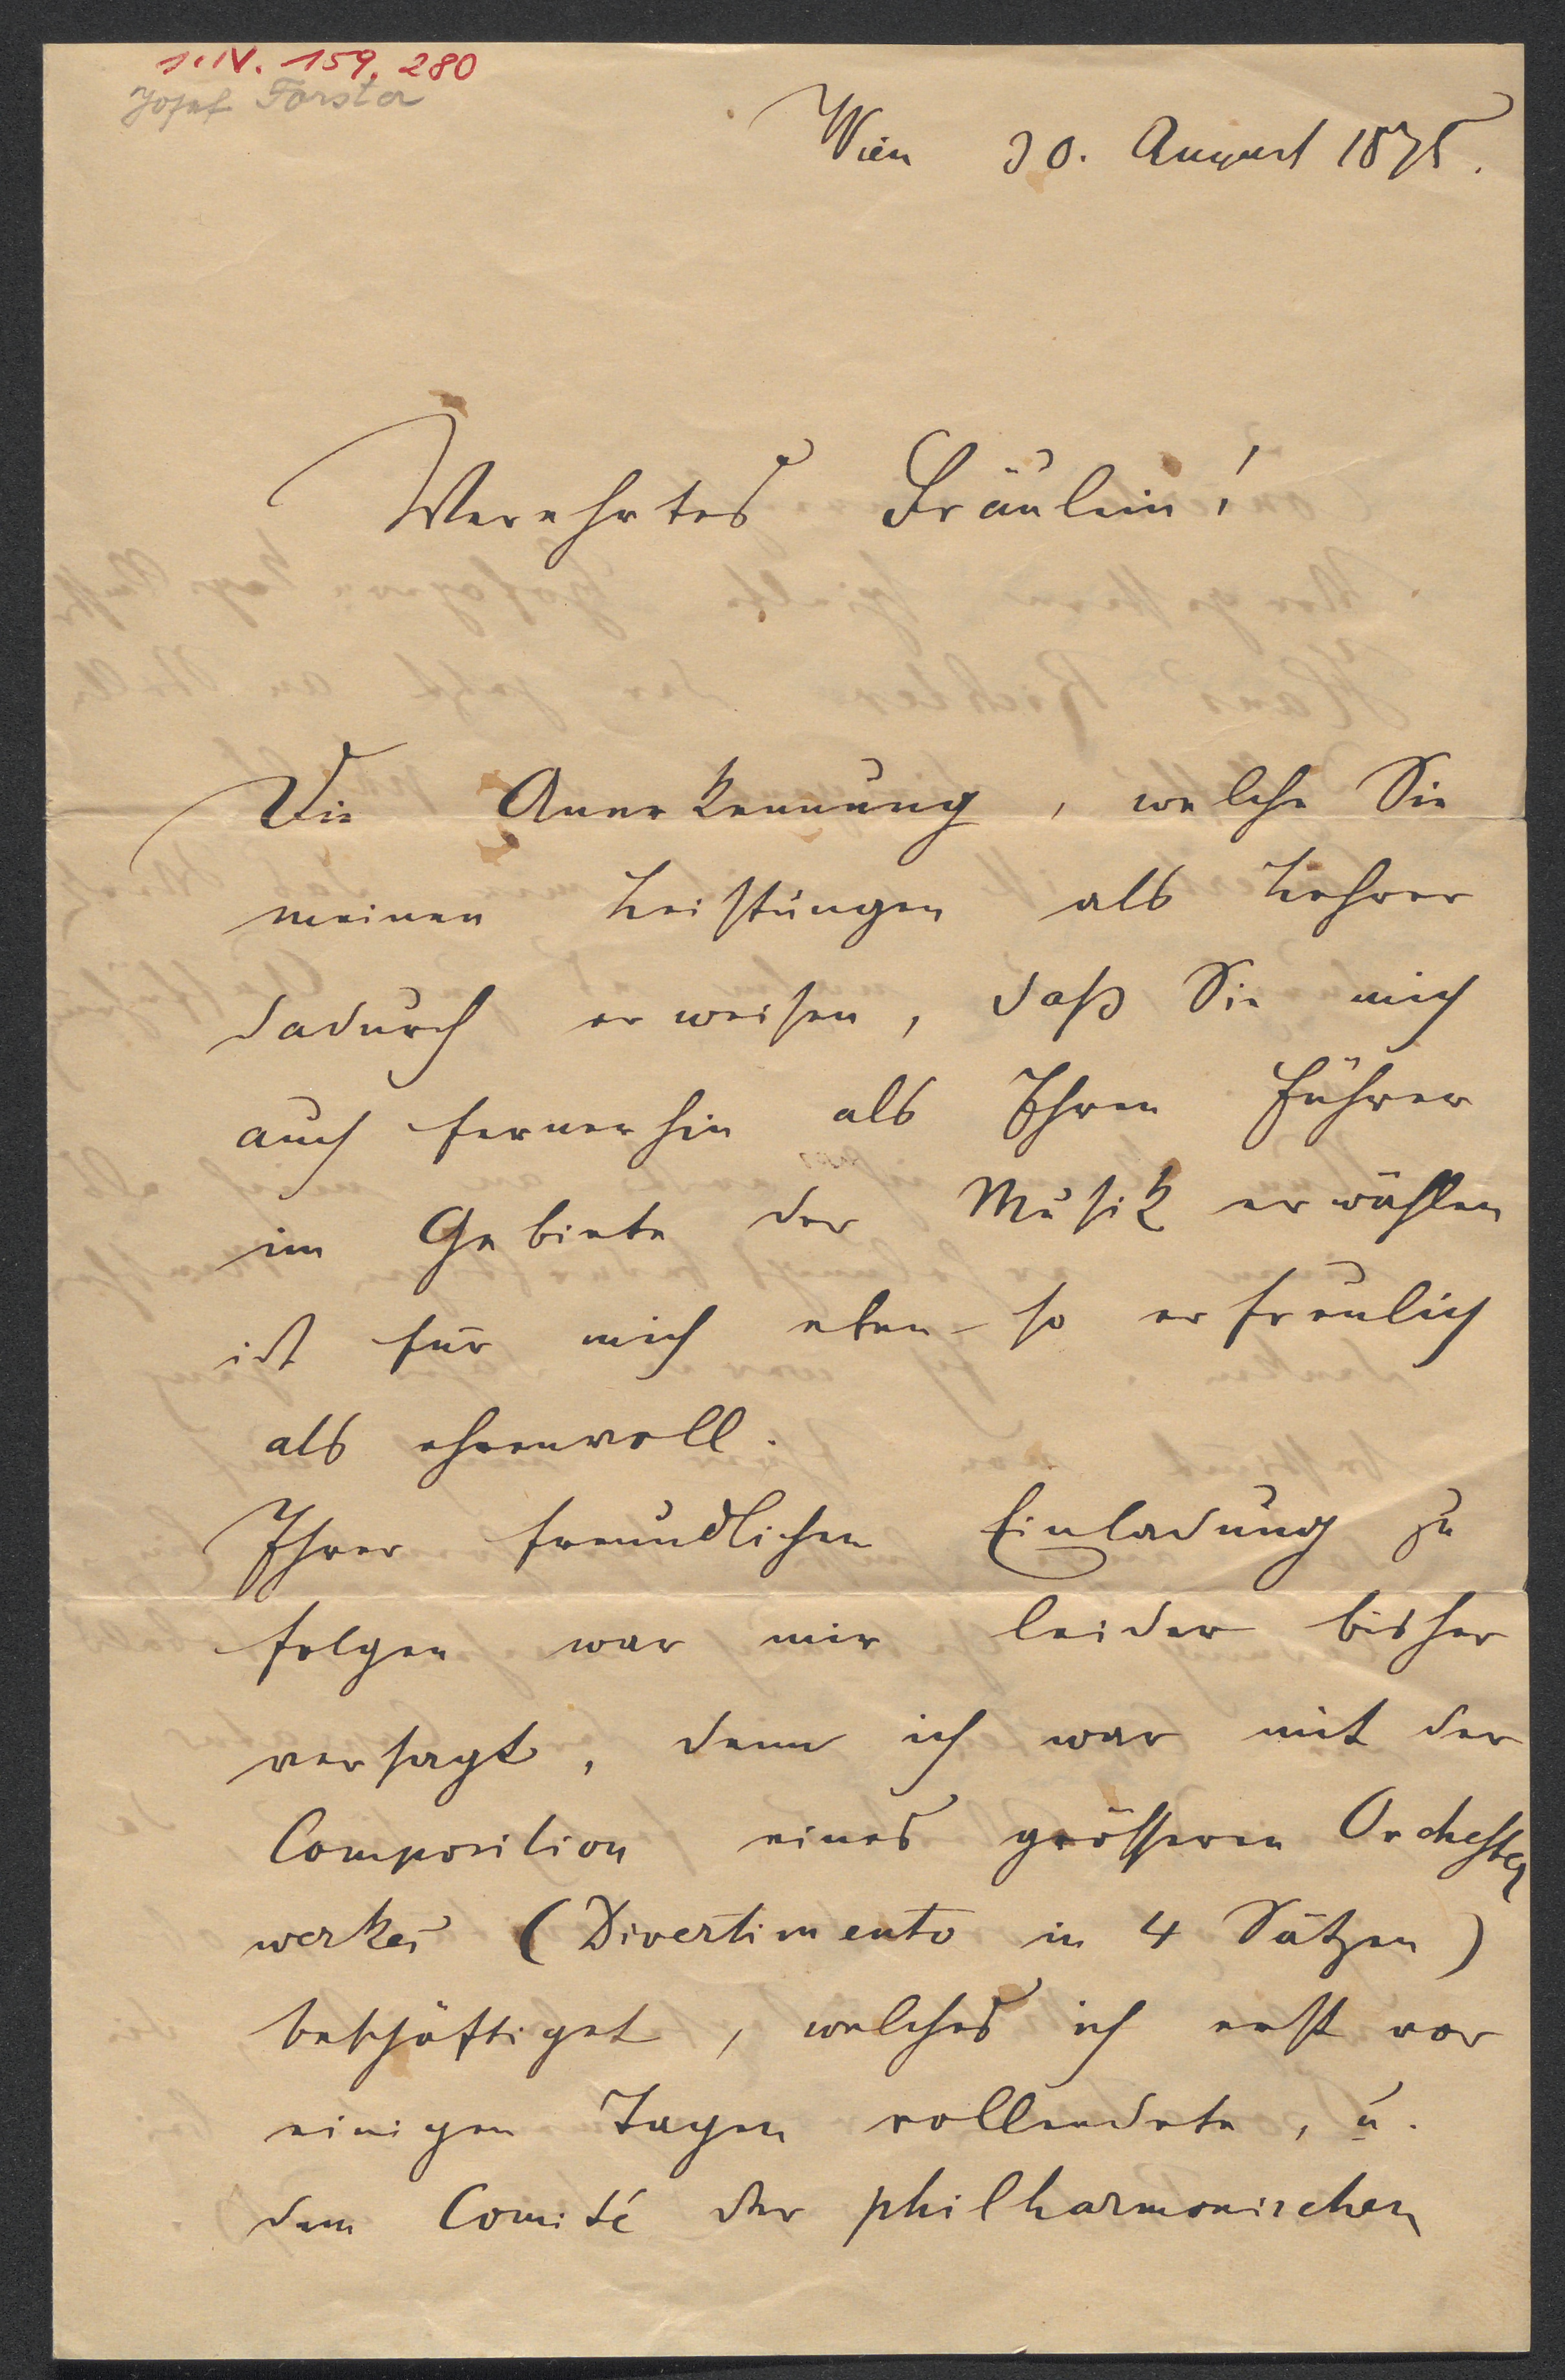 I.N. 159.280
Josef Forster
Wien 30. August 1875.
Verehrtes Fräulein!
Die Anerkennung, welche Sie
meinen Leistungen als Lehrer
dadurch erweisen, daß Sie mich
auch fernerhin als Ihren Führer
im Gebiete der Musik erwählen
ist für mich eben so erfreulich
als ehrenvoll.
Ihrer freundlichen Einladung zu
folgen war mir leider bisher
versagt, denn ich war mit der
Composition eines grösseren Orchester
werkes (Divertimento in 4 Sätzen)
beschäftiget, welches ich erst vor
einigen Tagen vollendete, u.
dem Comité der philharmonischen